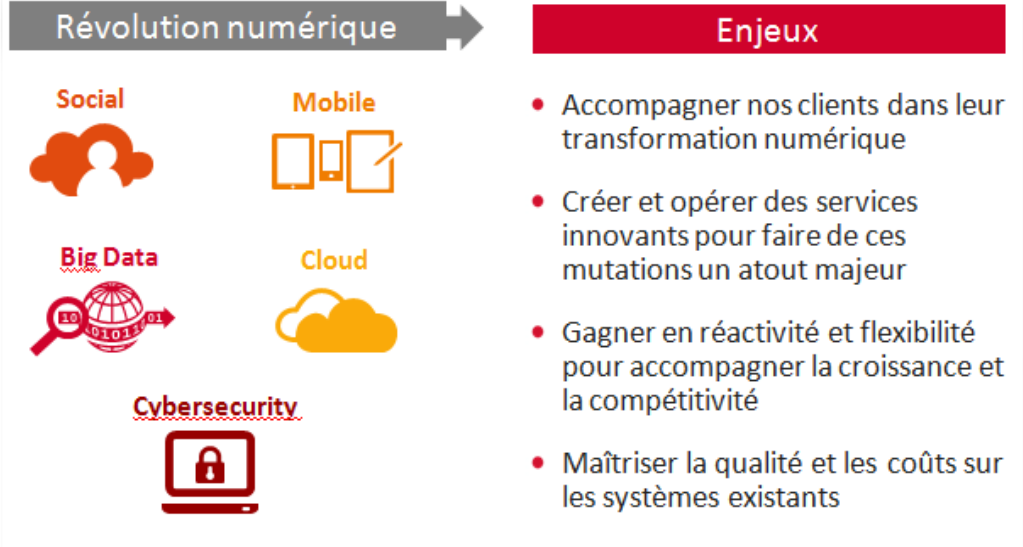 Révolution numérique
Enjeux
Social
Mobile
Big Data
10
01
010110
Cloud
Cybersecurity
• Accompagner nos clients dans leur
transformation numérique
• Créer et opérer des services
innovants pour faire de ces
mutations un atout majeur
• Gagner en réactivité et flexibilité
pour accompagner la croissance et
la compétitivité
• Maîtriser la qualité et les coûts sur
les systèmes existants